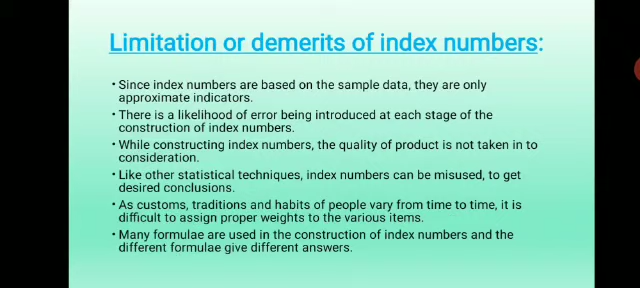 Limitation or demerits of index numbers:
• Since index numbers are based on the sample data, they are only
approximate indicators.
• There is a likelihood of error being introduced at each stage of the
construction of index numbers.
• While constructing index numbers, the quality of product is not taken in to
consideration.
• Like other statistical techniques, index numbers can be misused, to get
desired conclusions.
• As customs, traditions and habits of people vary from time to time, it is
difficult to assign proper weights to the various items.
• Many formulae are used in the construction of index numbers and the
different formulae give different answers.